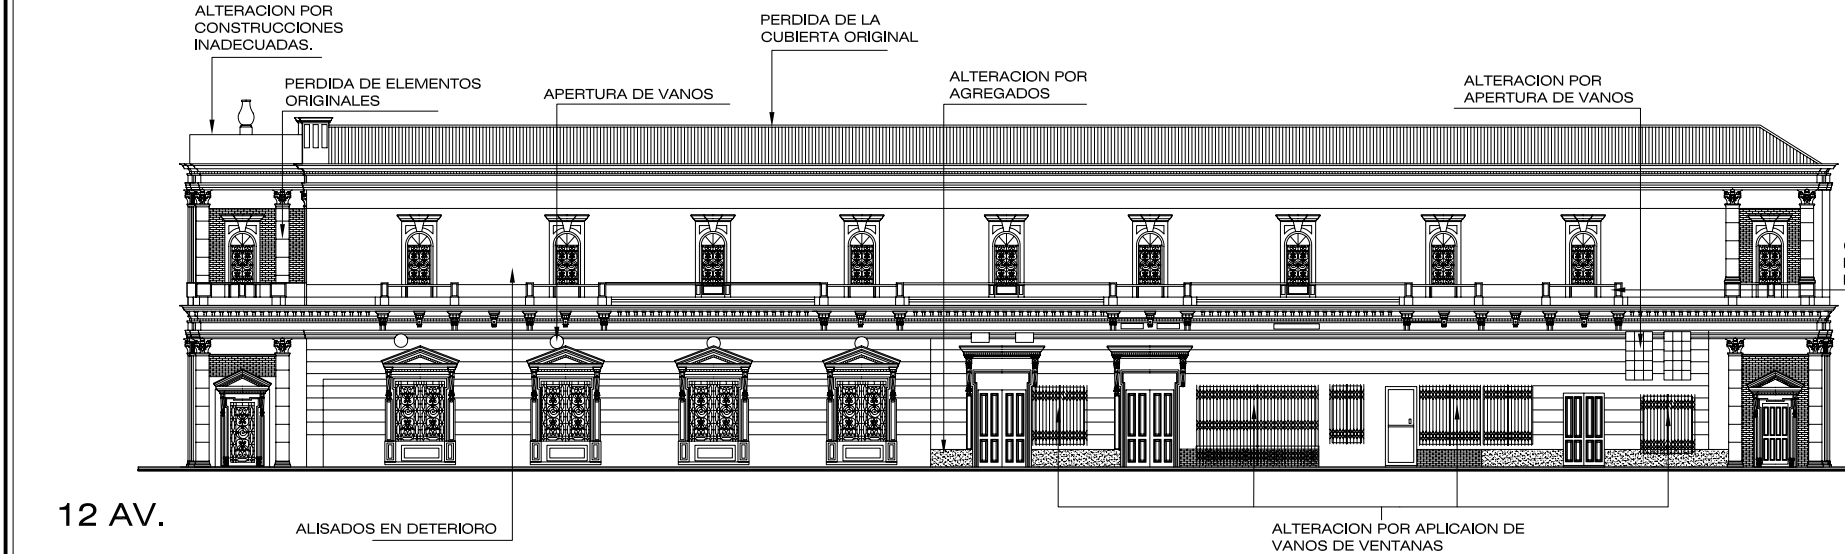 ALTERACION POR
CONSTRUCCIONES
INADECUADAS.
PERDIDA DE LA
CUBIERTA ORIGINAL
PERDIDA DE ELEMENTOS
ORIGINALES
APERTURA DE VANOS
ALTERACION POR
AGREGADOS
ALTERACION POR
APERTURA DE VANOS
12 AV.
ALISADOS EN DETERIORO
ALTERACION POR APLICAION DE
VANOS DE VENTANAS